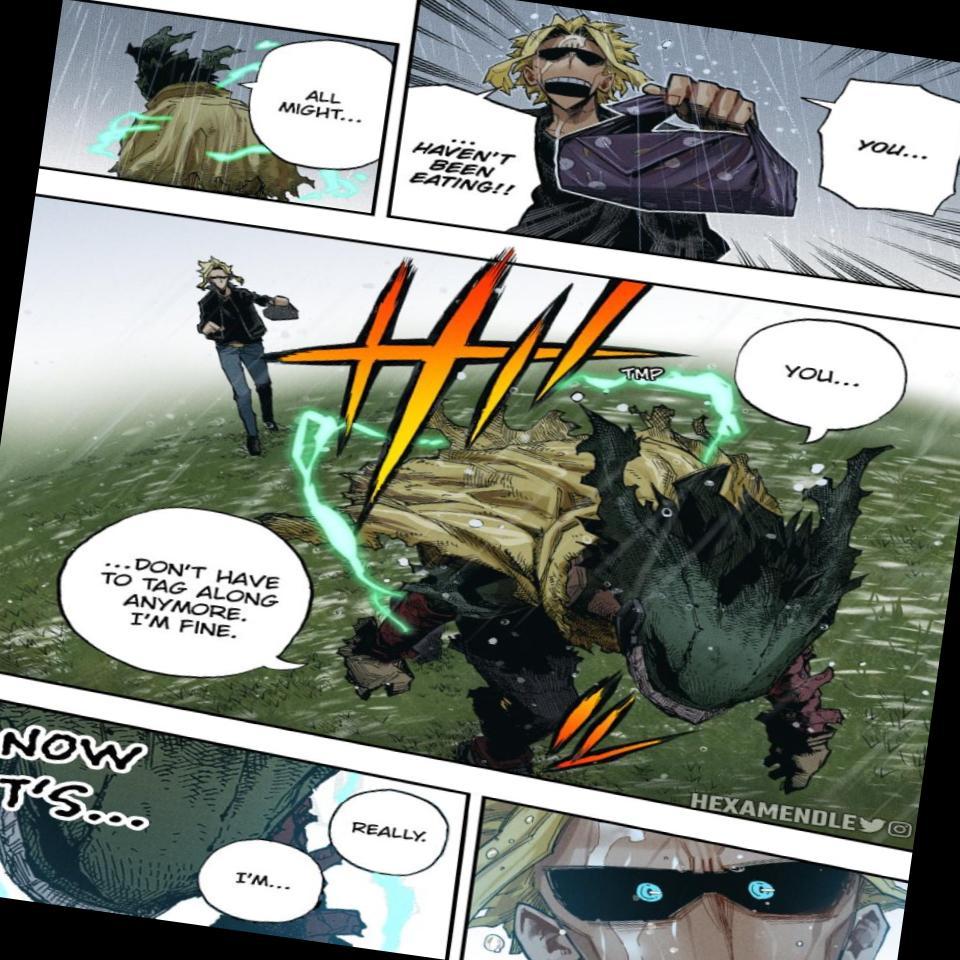 ALL
MIGHT...
...
HAVEN'T
BEEN
EATING!!
YOU...
TMP
YOU...
...DON'T HAVE
TO TAG ALONG
ANYMORE.
I'M FINE.
HEXAMENDLE
NOW
T'S...
I'M...
REALLY.